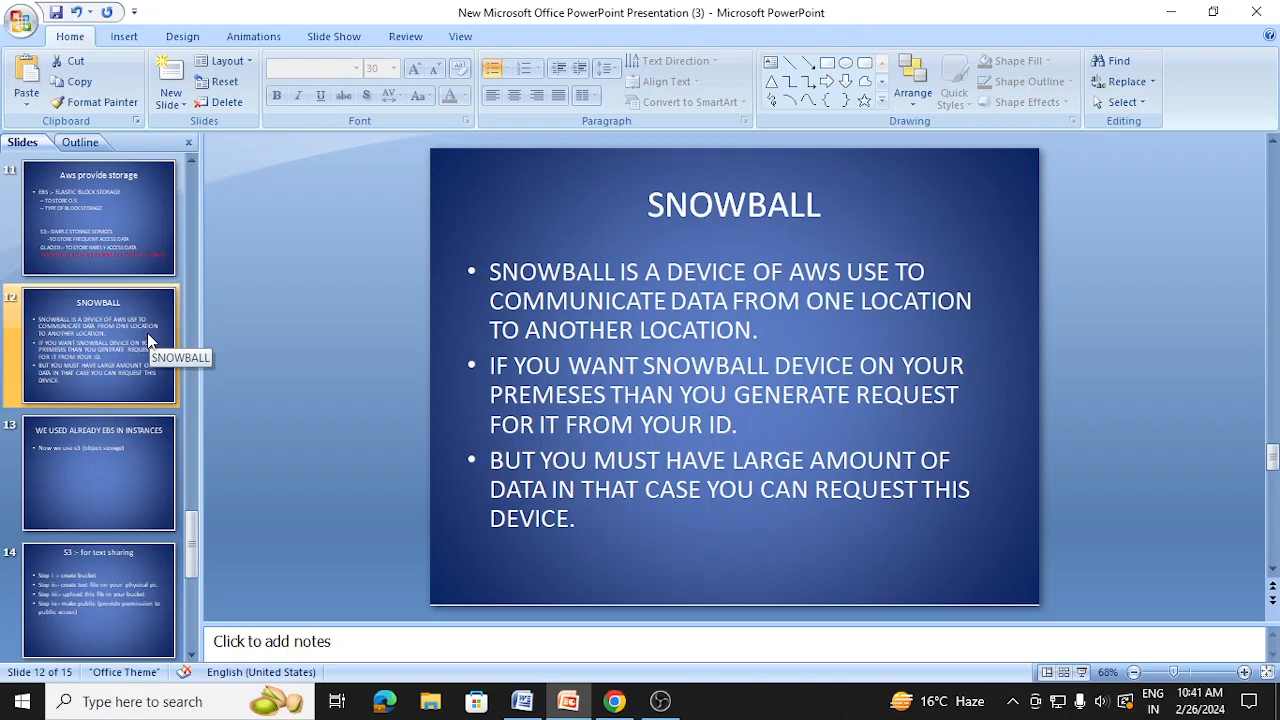 New Microsoft Office PowerPoint Presentation (3) - Microsoft PowerPoint
Home Insert Design Animations Slide Show Review View
Paste
Cut
Copy
Format Painter
Clipboard
New
Slide
Layout
Reset
Delete
Slides
30
B I U abc S AV Aa A
Font
Text Direction
Align Text
Convert to SmartArt
Paragraph
Arrange
Quick
Styles
Shape Fill
Shape Outline
Shape Effects
Drawing
Find
Replace
Select
Editing
Slides Outline
11
Aws provide storage
EBS :- ELASTIC BLOCK STORAGE
– TO STORE O.S
– TYPE OF BLOCK STORAGE
S3:- SIMPLE STORAGE SERVICES
-TO STORE FREQUENT ACCESS DATA
GLACIER:- TO STORE RARELY ACCESS DATA
12
SNOWBALL
• SNOWBALL IS A DEVICE OF AWS USE TO
COMMUNICATE DATA FROM ONE LOCATION
TO ANOTHER LOCATION.
• IF YOU WANT SNOWBALL DEVICE ON YOUR
PREMESES THAN YOU GENERATE REQUEST
FOR IT FROM YOUR ID.
• BUT YOU MUST HAVE LARGE AMOUNT OF
DATA IN THAT CASE YOU CAN REQUEST THIS
DEVICE.
SNOWBALL
13
WE USED ALREADY EBS IN INSTANCES
• Now we use s3 (object storage)
14
S3 :- for text sharing
• Step I :- create bucket
• Step ii:- create text file on your physical pc.
• Step iii:- upload this file in your bucket
• Step iv:- make public (provide permission to
public access)
SNOWBALL
• SNOWBALL IS A DEVICE OF AWS USE TO
COMMUNICATE DATA FROM ONE LOCATION
TO ANOTHER LOCATION.
• IF YOU WANT SNOWBALL DEVICE ON YOUR
PREMESES THAN YOU GENERATE REQUEST
FOR IT FROM YOUR ID.
• BUT YOU MUST HAVE LARGE AMOUNT OF
DATA IN THAT CASE YOU CAN REQUEST THIS
DEVICE.
Click to add notes
Slide 12 of 15 "Office Theme" English (United States) 68%
Type here to search
16°C Haze
ENG
IN
10:41 AM
2/26/2024